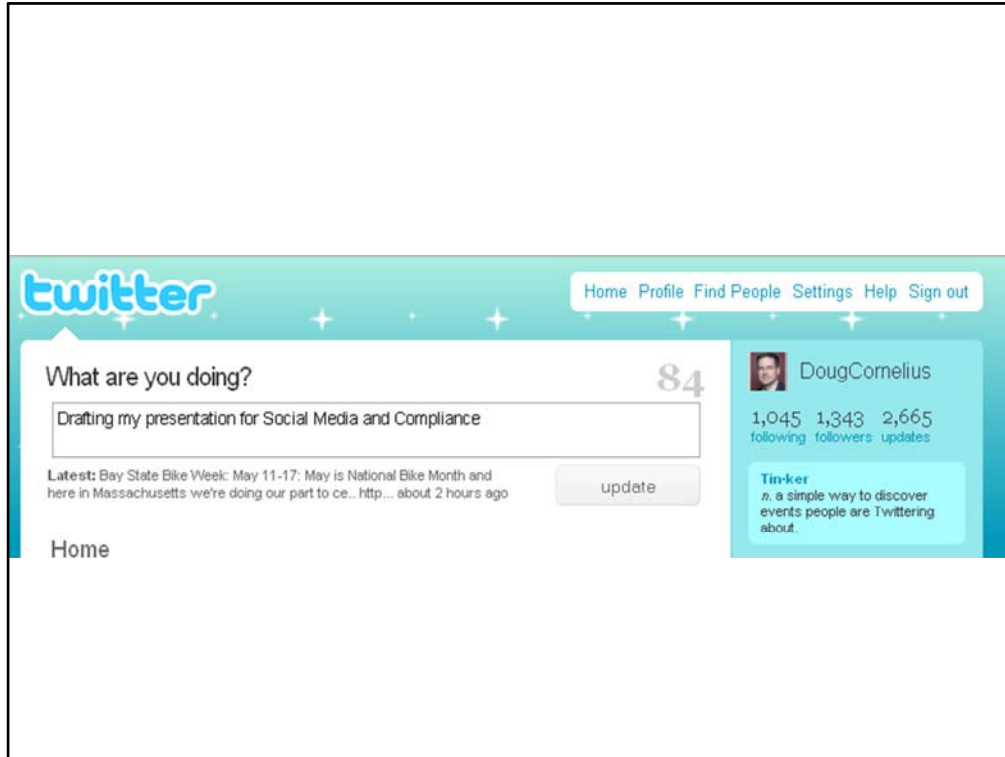 twitter
Home Profile Find People Settings Help Sign out
What are you doing?
84
Drafting my presentation for Social Media and Compliance
Latest: Bay State Bike Week: May 11-17: May is National Bike Month and
here in Massachusetts we're doing our part to ce.. http... about 2 hours ago
update
Home
DougCornelius
1,045 1,343 2,665
following followers updates
Tin·ker
n. a simple way to discover
events people are Twittering
about.